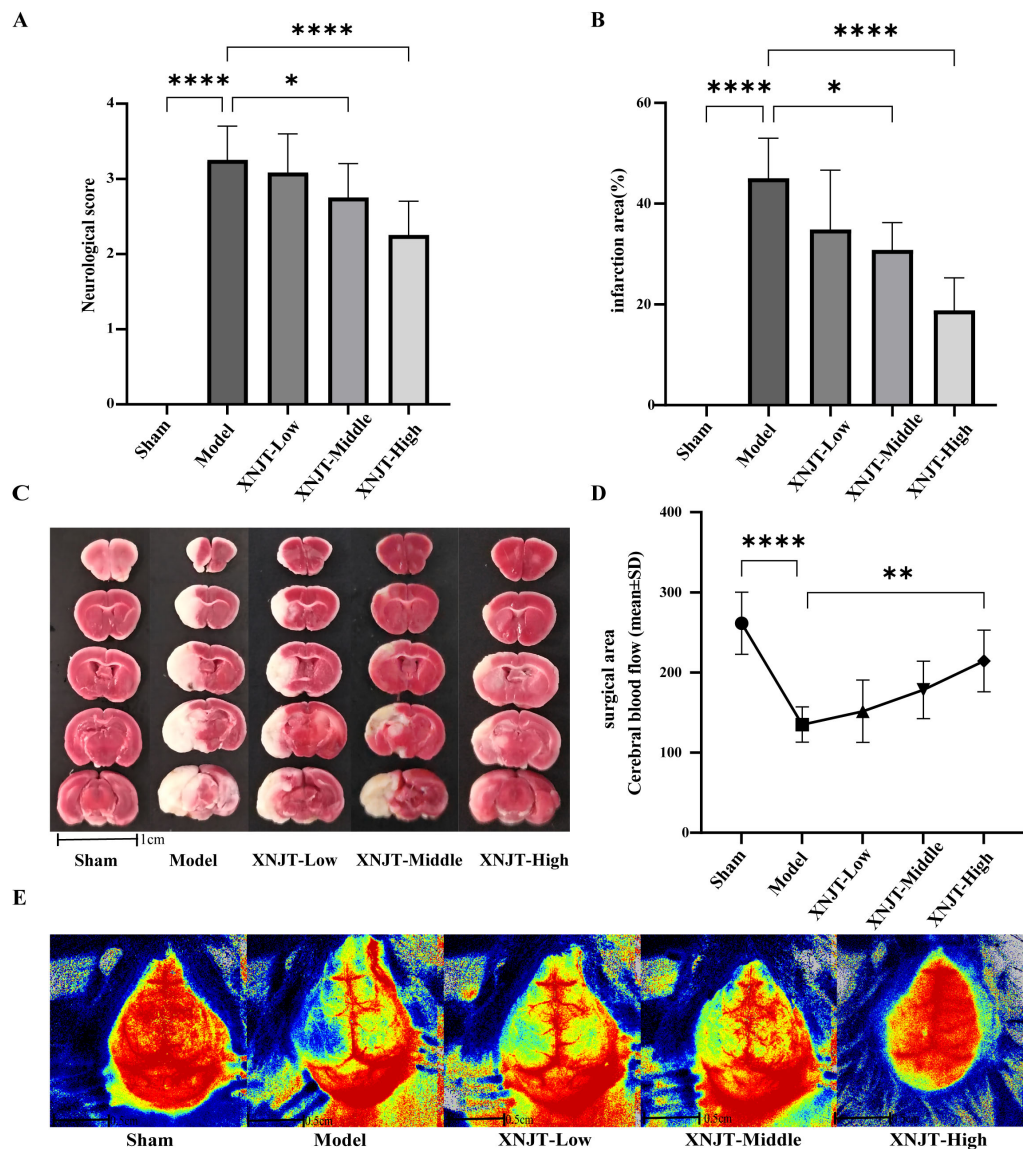 A
****
****
*
Neurological score
4
3
2
1
0
Sham
Model
XNJT-Low
XNJT-Middle
XNJT-High
B
****
****
*
infarction area(%)
60
40
20
0
Sham
Model
XNJT-Low
XNJT-Middle
XNJT-High
C
1cm
Sham
Model
XNJT-Low
XNJT-Middle
XNJT-High
D
****
**
surgical area
Cerebral blood flow (mean±SD)
400
300
200
100
0
Sham
Model
XNJT-Low
XNJT-Middle
XNJT-High
E
0.5cm
0.5cm
0.5cm
Sham
Model
XNJT-Low
XNJT-Middle
XNJT-High